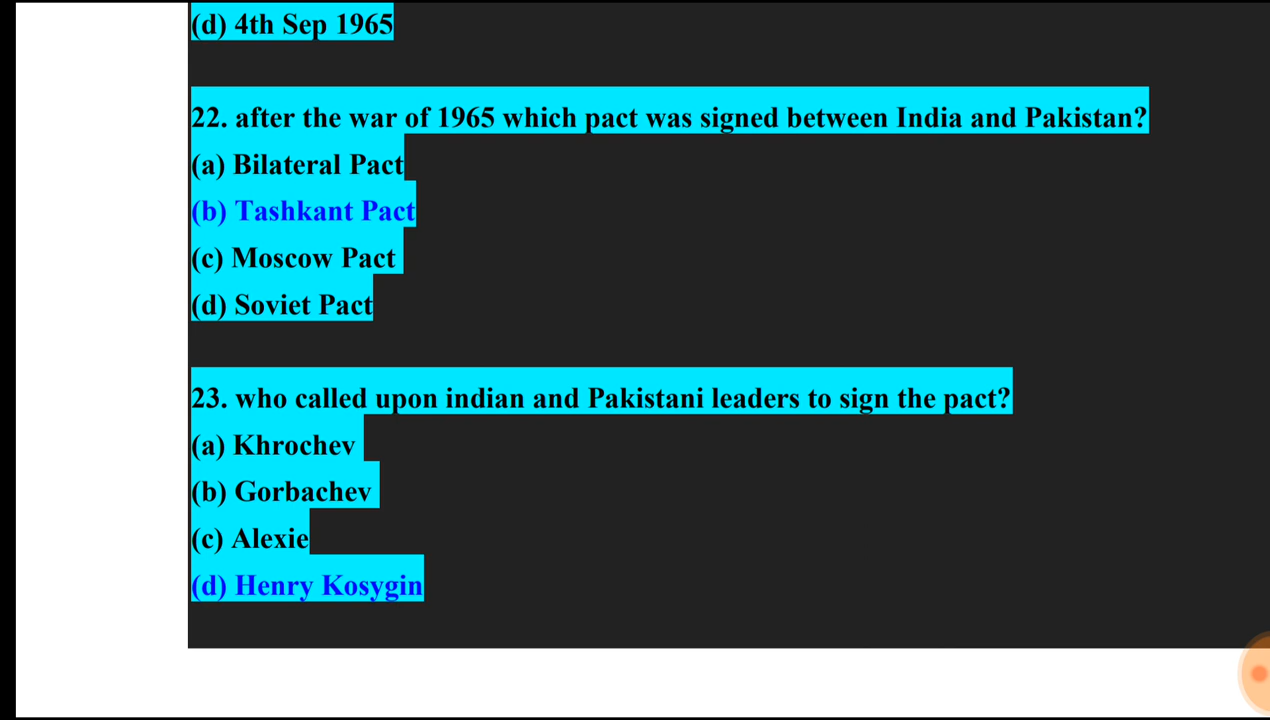 (d) 4th Sep 1965
22. after the war of 1965 which pact was signed between India and Pakistan?
(a) Bilateral Pact
(b) Tashkant Pact
(c) Moscow Pact
(d) Soviet Pact
23. who called upon indian and Pakistani leaders to sign the pact?
(a) Khrochev
(b) Gorbachev
(c) Alexie
(d) Henry Kosygin